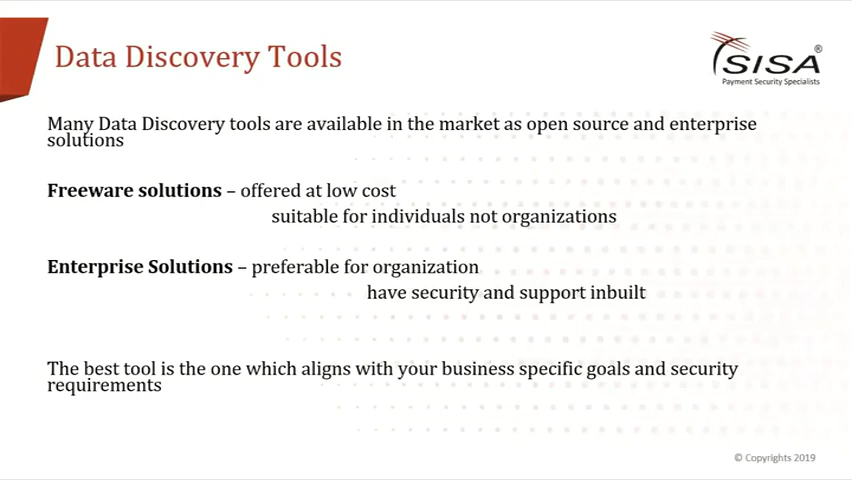 Data Discovery Tools
SISA®
Payment Security Specialists
Many Data Discovery tools are available in the market as open source and enterprise
solutions
Freeware solutions – offered at low cost
suitable for individuals not organizations
Enterprise Solutions – preferable for organization
have security and support inbuilt
The best tool is the one which aligns with your business specific goals and security
requirements
© Copyrights 2019